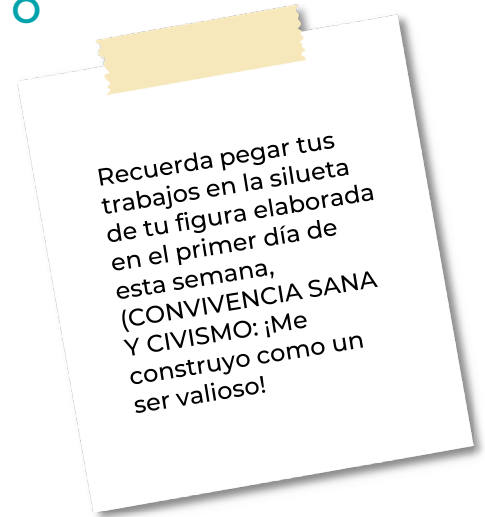 Recuerda pegar tus
trabajos en la silueta
de tu figura elaborada
en el primer día de
esta semana,
(CONVIVENCIA SANA
Y CIVISMO: ¡Me
construyo como un
ser valioso!